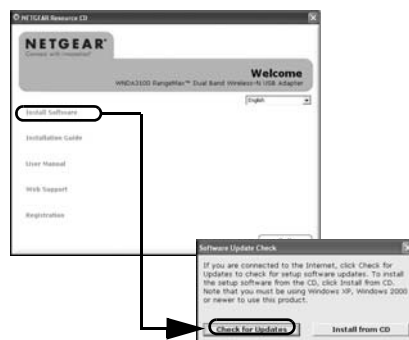 NETGEAR Resource CD
NETGEAR®
Connect with Innovation™
Welcome
WNDA3100 RangeMax™ Dual Band Wireless-N USB Adapter
English
Install Software
Installation Guide
User Manual
Web Support
Registration
Software Update Check
If you are connected to the Internet, click Check for
Updates to check for setup software updates. To install
the setup software from the CD, click Install from CD.
Note that you must be using Windows XP, Windows 2000
or newer to use this product.
Check for Updates
Install from CD